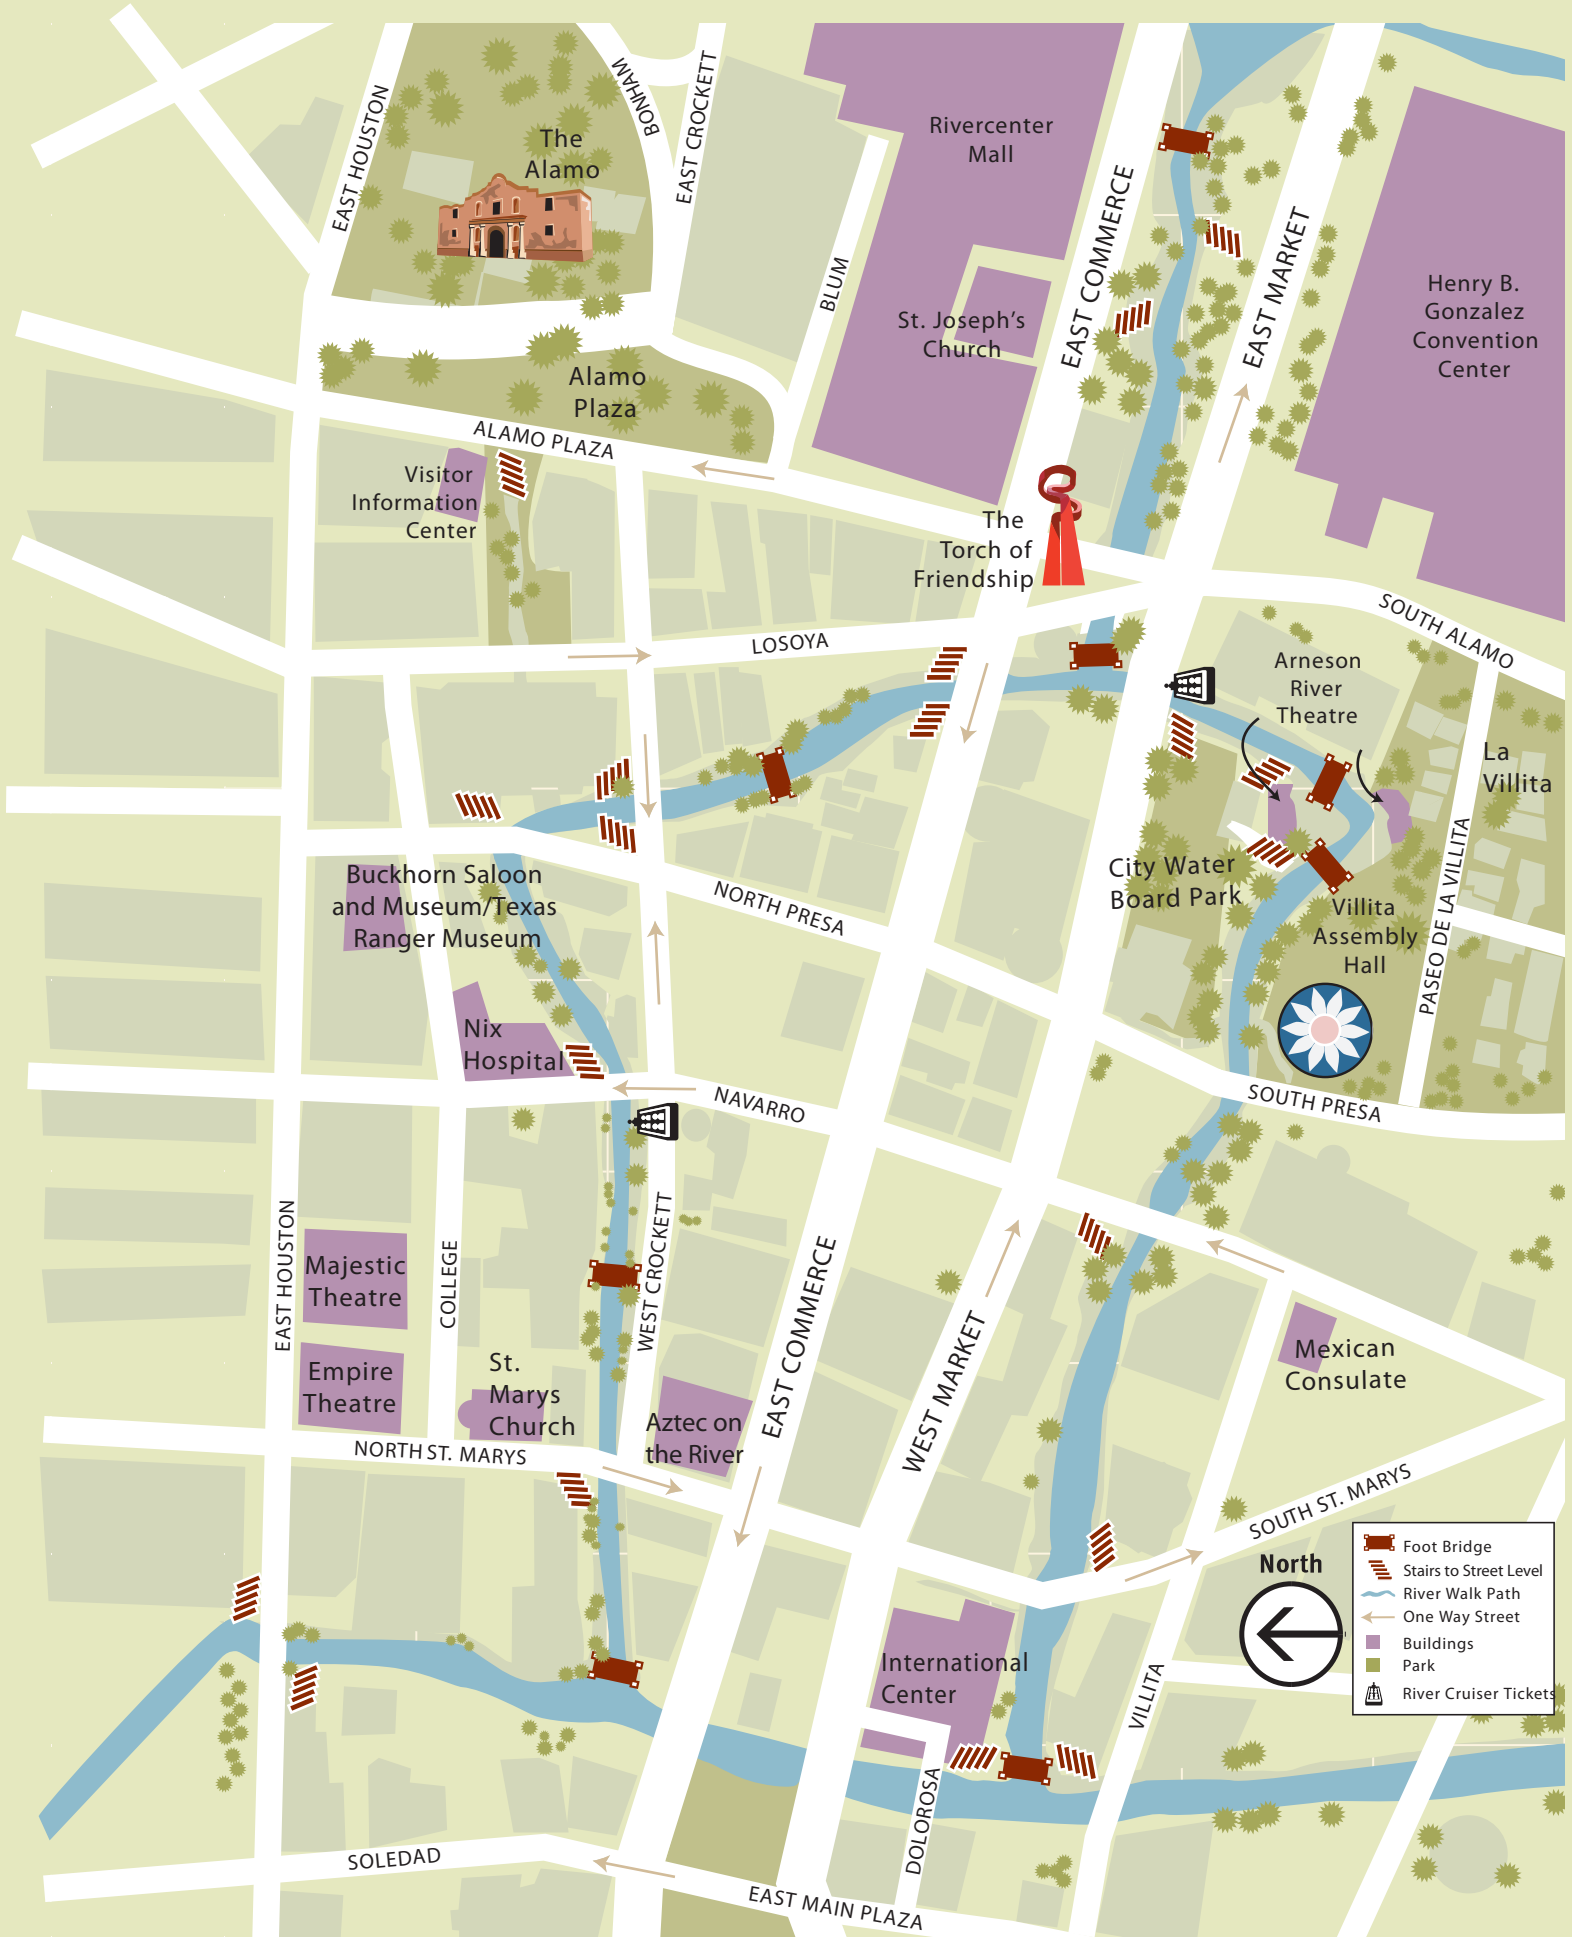 BONHAM
EAST HOUSTON
EAST CROCKETT
The
Alamo
Rivercenter
Mall
EAST COMMERCE
EAST MARKET
BLUM
Henry B.
Gonzalez
Convention
Center
St. Joseph's
Church
Alamo
Plaza
ALAMO PLAZA
Visitor
Information
Center
The
Torch of
Friendship
SOUTH ALAMO
LOSOYA
Arneson
River
Theatre
La
Villita
PASEO DE LA VILLITA
City Water
Board Park
Buckhorn Saloon
and Museum/Texas
Ranger Museum
NORTH PRESA
Villita
Assembly
Hall
Nix
Hospital
NAVARRO
SOUTH PRESA
EAST HOUSTON
COLLEGE
WEST CROCKETT
EAST COMMERCE
WEST MARKET
Majestic
Theatre
Empire
Theatre
St.
Marys
Church
Aztec on
the River
Mexican
Consulate
NORTH ST. MARYS
SOUTH ST. MARYS
North
Foot Bridge
Stairs to Street Level
River Walk Path
One Way Street
Buildings
Park
River Cruiser Tickets
International
Center
VILLITA
DOLOROSA
SOLEDAD
EAST MAIN PLAZA